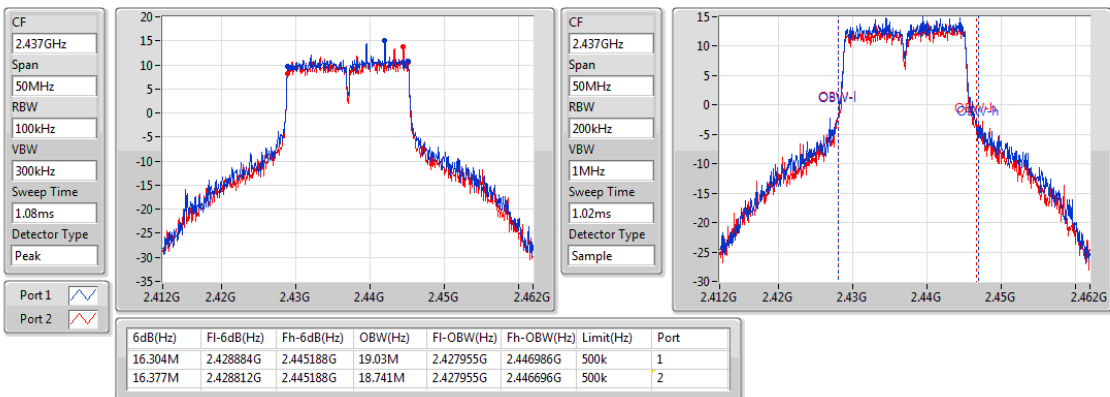 CF
2.437GHz
Span
50MHz
RBW
100kHz
VBW
300kHz
Sweep Time
1.08ms
Detector Type
Peak
Port 1
Port 2
20
15
10
5
0
-5
-10
-15
-20
-25
-30
-35
2.412G 2.42G 2.43G 2.44G 2.45G 2.462G
CF
2.437GHz
Span
50MHz
RBW
200kHz
VBW
1MHz
Sweep Time
1.02ms
Detector Type
Sample
15
10
5
0
-5
-10
-15
-20
-25
-30
OBW-l
OBW-h
2.412G 2.42G 2.43G 2.44G 2.45G 2.462G
6dB(Hz) Fl-6dB(Hz) Fh-6dB(Hz) OBW(Hz) Fl-OBW(Hz) Fh-OBW(Hz) Limit(Hz) Port
16.304M 2.428884G 2.445188G 19.03M 2.427955G 2.446986G 500k 1
16.377M 2.428812G 2.445188G 18.741M 2.427955G 2.446696G 500k 2